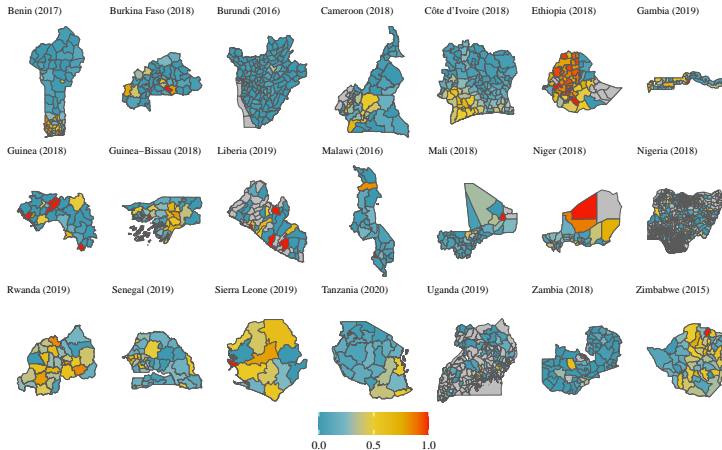 Benin (2017) Burkina Faso (2018) Burundi (2016) Cameroon (2018) Côte d'Ivoire (2018) Ethiopia (2018) Gambia (2019)
Guinea (2018) Guinea−Bissau (2018) Liberia (2019) Malawi (2016) Mali (2018) Niger (2018) Nigeria (2018)
Rwanda (2019) Senegal (2019) Sierra Leone (2019) Tanzania (2020) Uganda (2019) Zambia (2018) Zimbabwe (2015)
0.0 0.5 1.0